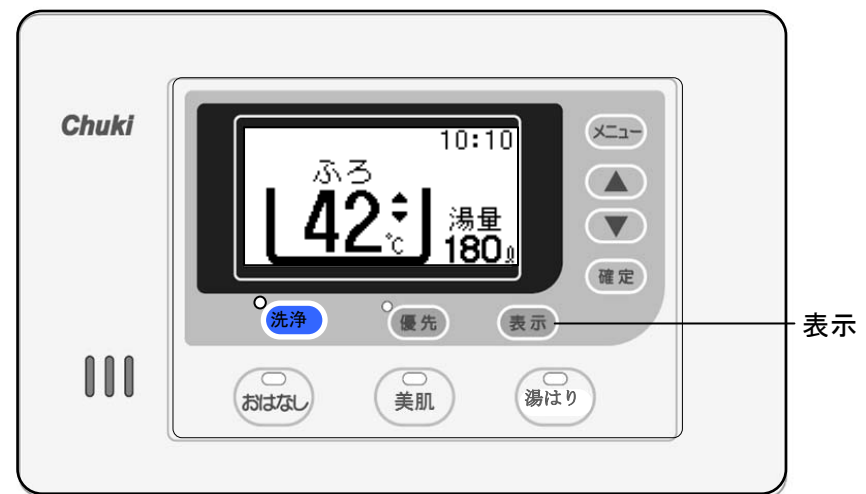 Chuki
10:10
ふろ
42℃
湯量
180ℓ
メニュー
▲
▼
確定
洗浄
優先
表示
表示
おはなし
美肌
湯はり